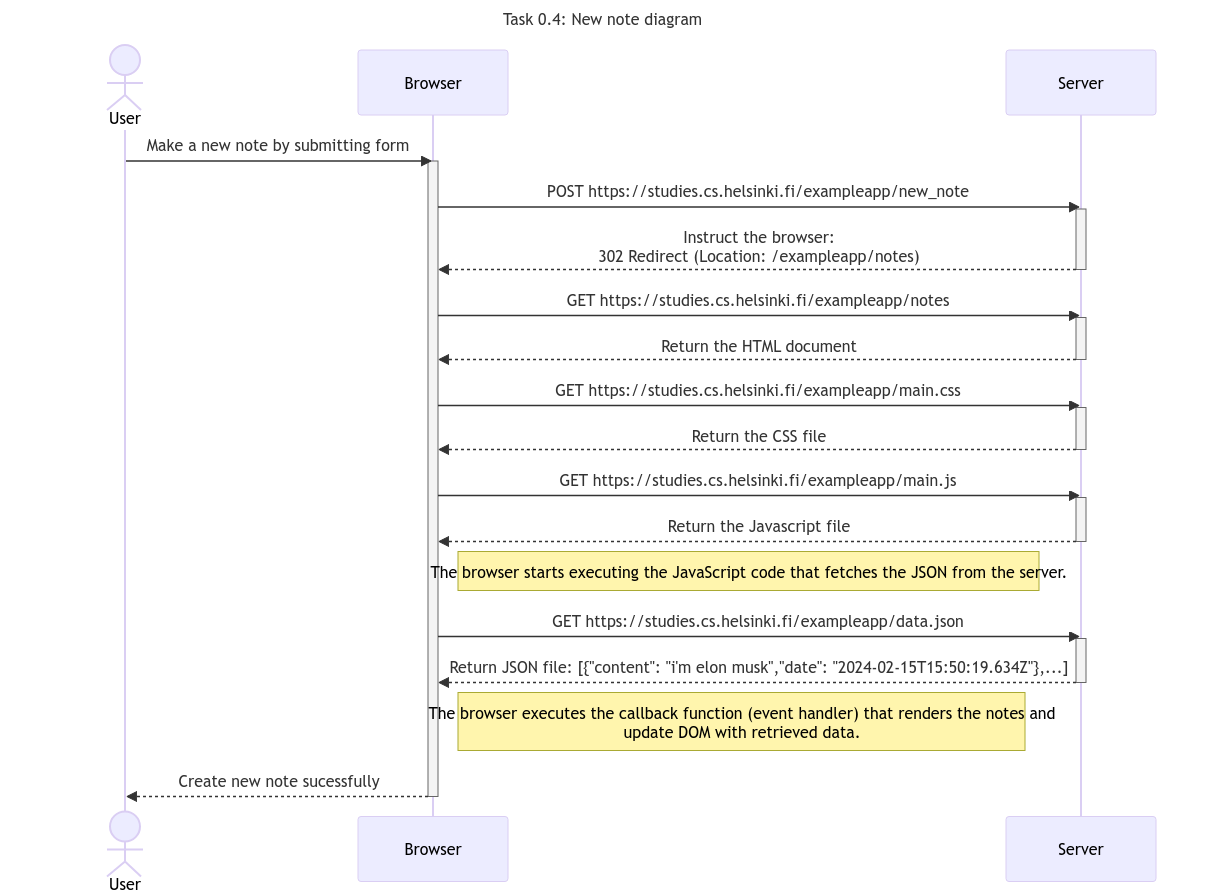 Task 0.4: New note diagram
User
Browser
Server
Make a new note by submitting form
POST https://studies.cs.helsinki.fi/exampleapp/new_note
Instruct the browser:
302 Redirect (Location: /exampleapp/notes)
GET https://studies.cs.helsinki.fi/exampleapp/notes
Return the HTML document
GET https://studies.cs.helsinki.fi/exampleapp/main.css
Return the CSS file
GET https://studies.cs.helsinki.fi/exampleapp/main.js
Return the Javascript file
The browser starts executing the JavaScript code that fetches the JSON from the server.
GET https://studies.cs.helsinki.fi/exampleapp/data.json
Return JSON file: [{"content": "i'm elon musk","date": "2024-02-15T15:50:19.634Z"},...]
The browser executes the callback function (event handler) that renders the notes and
update DOM with retrieved data.
Create new note sucessfully
User
Browser
Server